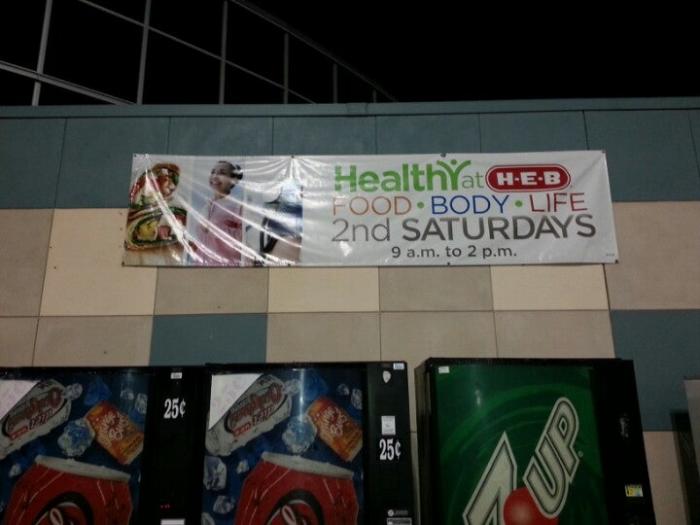 Healthy at H-E-B
FOOD • BODY • LIFE
2nd SATURDAYS
9 a.m. to 2 p.m.
25¢
25¢
7UP